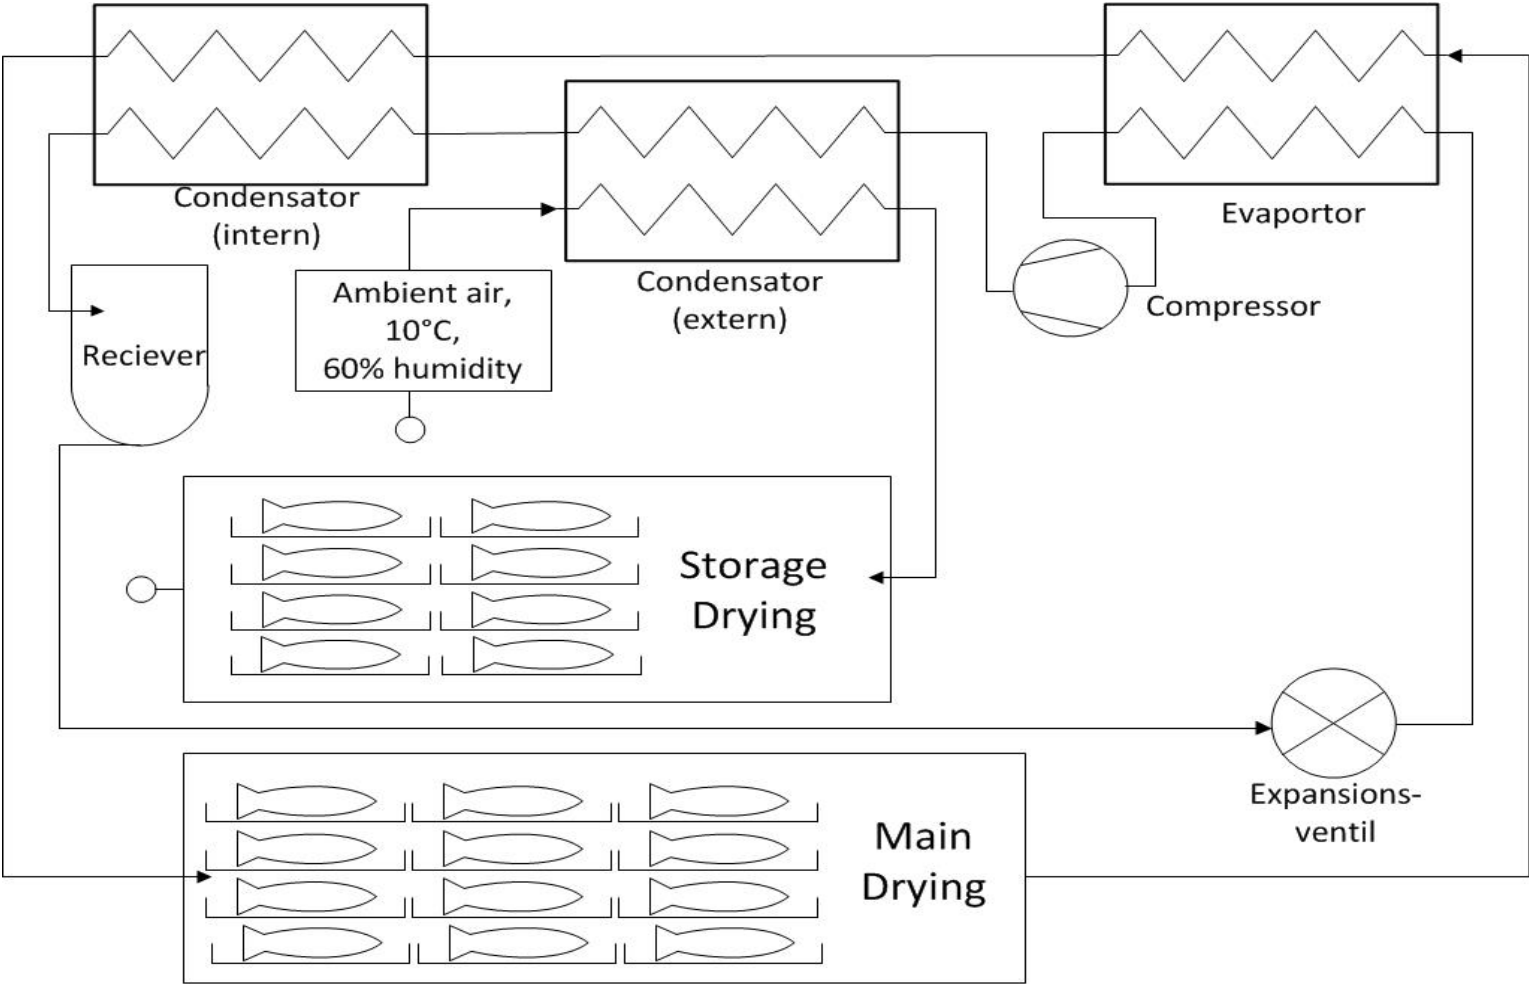 Condensator
(intern)
Evaportor
Condensator
(extern)
Ambient air,
10°C,
60% humidity
Compressor
Reciever
Storage
Drying
Expansions-
ventil
Main
Drying